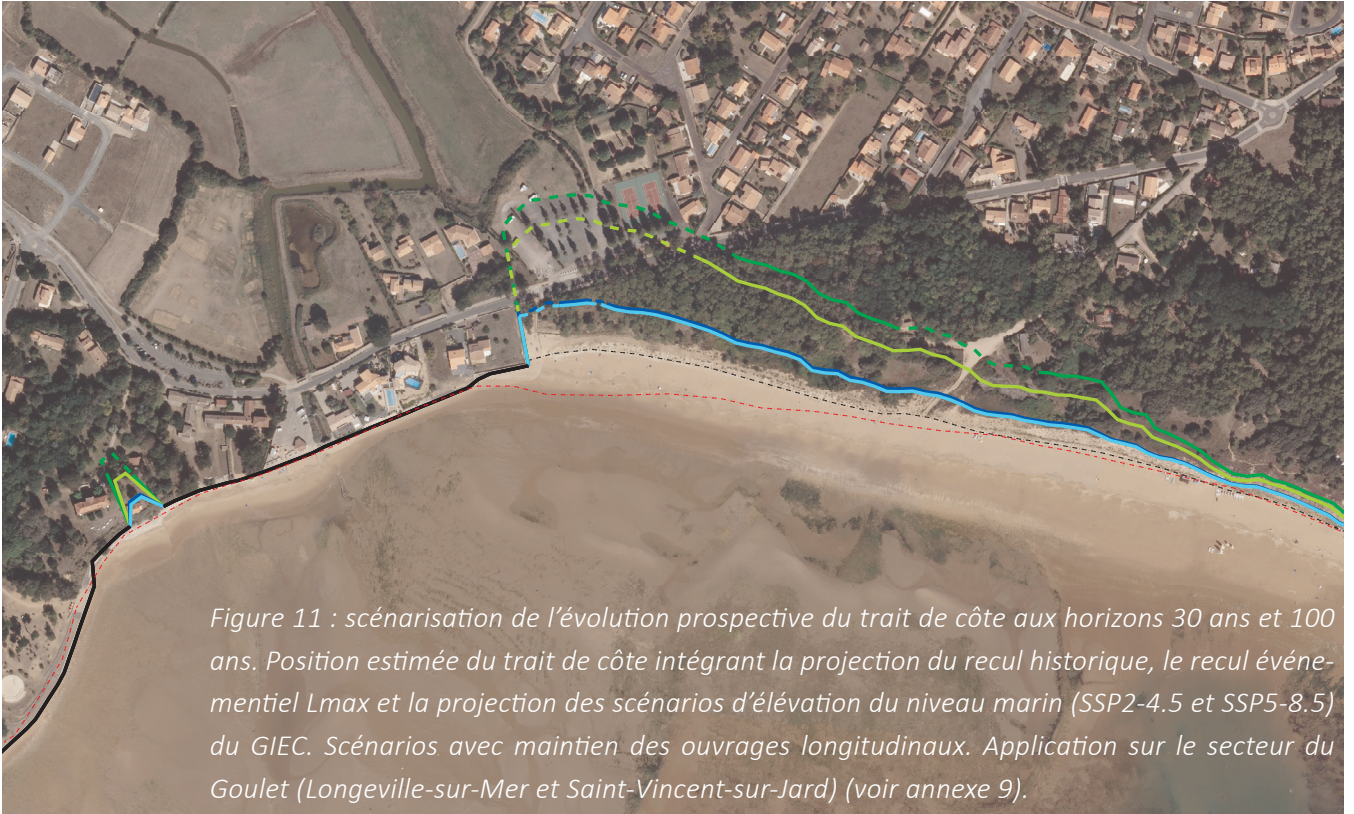 Figure 11 : scénarisation de l'évolution prospective du trait de côte aux horizons 30 ans et 100
ans. Position estimée du trait de côte intégrant la projection du recul historique, le recul événe-
mentiel Lmax et la projection des scénarios d'élévation du niveau marin (SSP2-4.5 et SSP5-8.5)
du GIEC. Scénarios avec maintien des ouvrages longitudinaux. Application sur le secteur du
Goulet (Longeville-sur-Mer et Saint-Vincent-sur-Jard) (voir annexe 9).